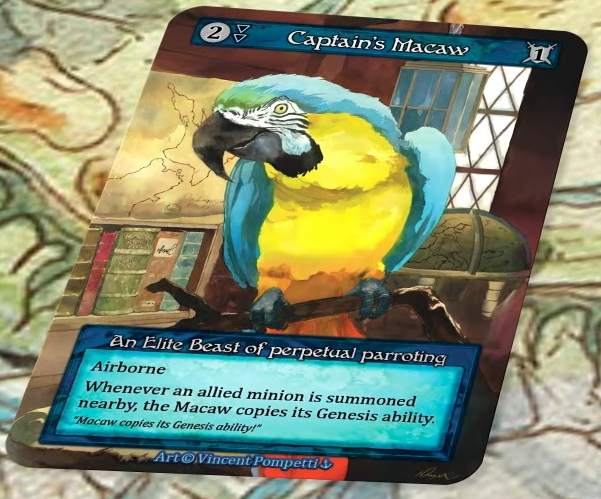 2 Captain's Macaw 1
An Elite Beast of perpetual parroting
Airborne
Whenever an allied minion is summoned
nearby, the Macaw copies its Genesis ability.
"Macaw copies its Genesis ability!"
Art © Vincent Pompetti